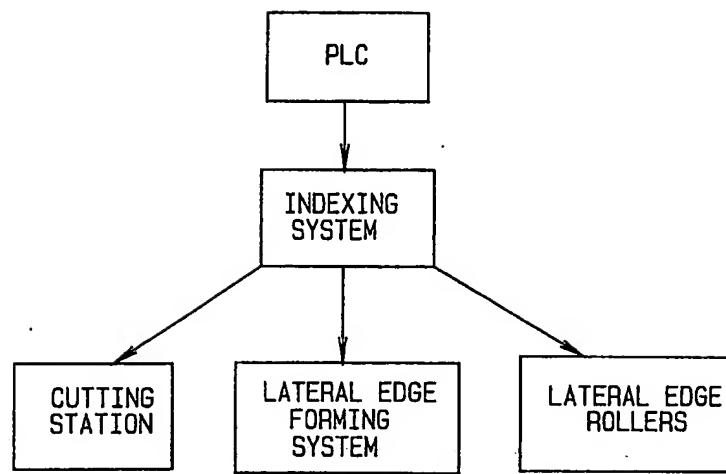 PLC
INDEXING
SYSTEM
CUTTING
STATION
LATERAL EDGE
FORMING
SYSTEM
LATERAL EDGE
ROLLERS